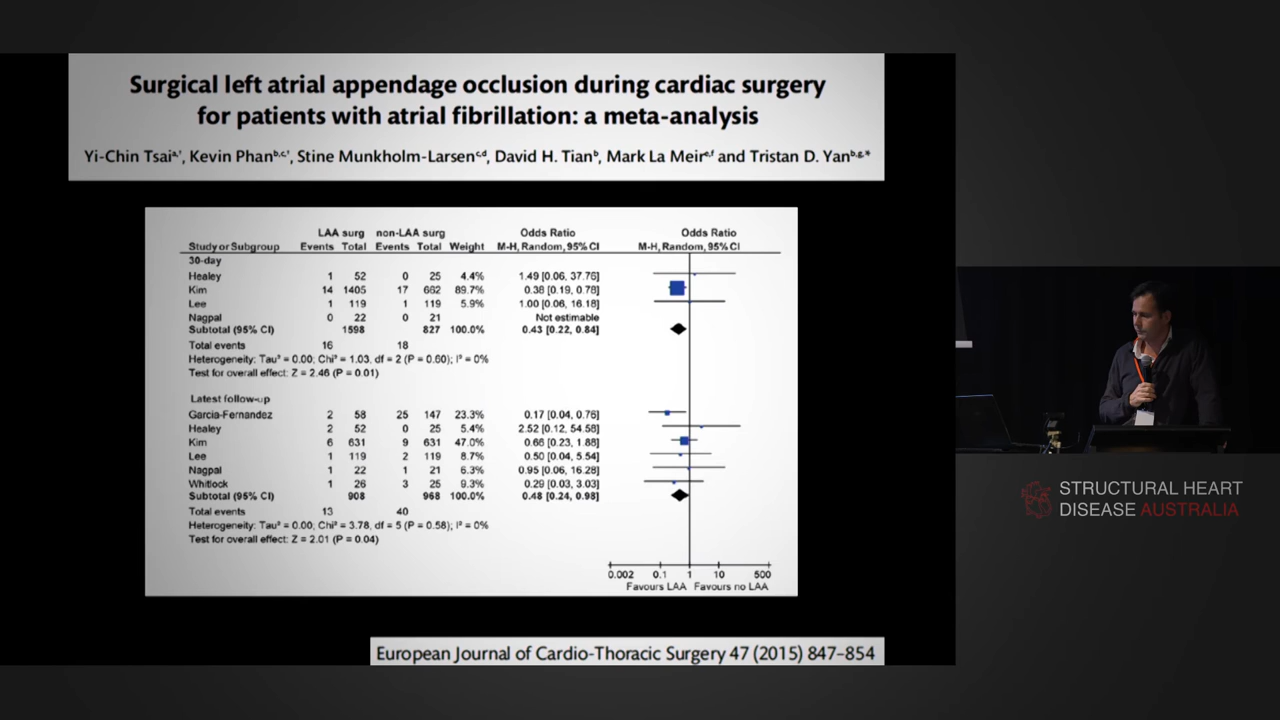 Surgical left atrial appendage occlusion during cardiac surgery
for patients with atrial fibrillation: a meta-analysis
Yi-Chin Tsaiᵃ,†, Kevin Phanᵇ,ᶜ,†, Stine Munkholm-Larsenᶜ,ᵈ, David H. Tianᵇ, Mark La Meirᵉ,ᶠ and Tristan D. Yanᵇ,ᵍ,*
LAA surg non-LAA surg Odds Ratio Odds Ratio
Study or Subgroup Events Total Events Total Weight M-H, Random, 95% CI M-H, Random, 95% CI
30-day
Healey 1 52 0 25 4.4% 1.49 [0.06, 37.76]
Kim 14 1405 17 662 89.7% 0.38 [0.19, 0.78]
Lee 1 119 1 119 5.9% 1.00 [0.06, 16.18]
Nagpal 0 22 0 21 Not estimable
Subtotal (95% CI) 1598 827 100.0% 0.43 [0.22, 0.84]
Total events 16 18
Heterogeneity: Tau² = 0.00; Chi² = 1.03, df = 2 (P = 0.60); I² = 0%
Test for overall effect: Z = 2.46 (P = 0.01)
Latest follow-up
Garcia-Fernandez 2 58 25 147 23.3% 0.17 [0.04, 0.76]
Healey 2 52 0 25 5.4% 2.52 [0.12, 54.58]
Kim 6 631 9 631 47.0% 0.66 [0.23, 1.88]
Lee 1 119 2 119 8.7% 0.50 [0.04, 5.54]
Nagpal 1 22 1 21 6.3% 0.95 [0.06, 16.28]
Whitlock 1 26 3 25 9.3% 0.29 [0.03, 3.03]
Subtotal (95% CI) 908 968 100.0% 0.48 [0.24, 0.98]
Total events 13 40
Heterogeneity: Tau² = 0.00; Chi² = 3.78, df = 5 (P = 0.58); I² = 0%
Test for overall effect: Z = 2.01 (P = 0.04)
0.002 0.1 1 10 500
Favours LAA Favours no LAA
European Journal of Cardio-Thoracic Surgery 47 (2015) 847–854
STRUCTURAL HEART
DISEASE AUSTRALIA